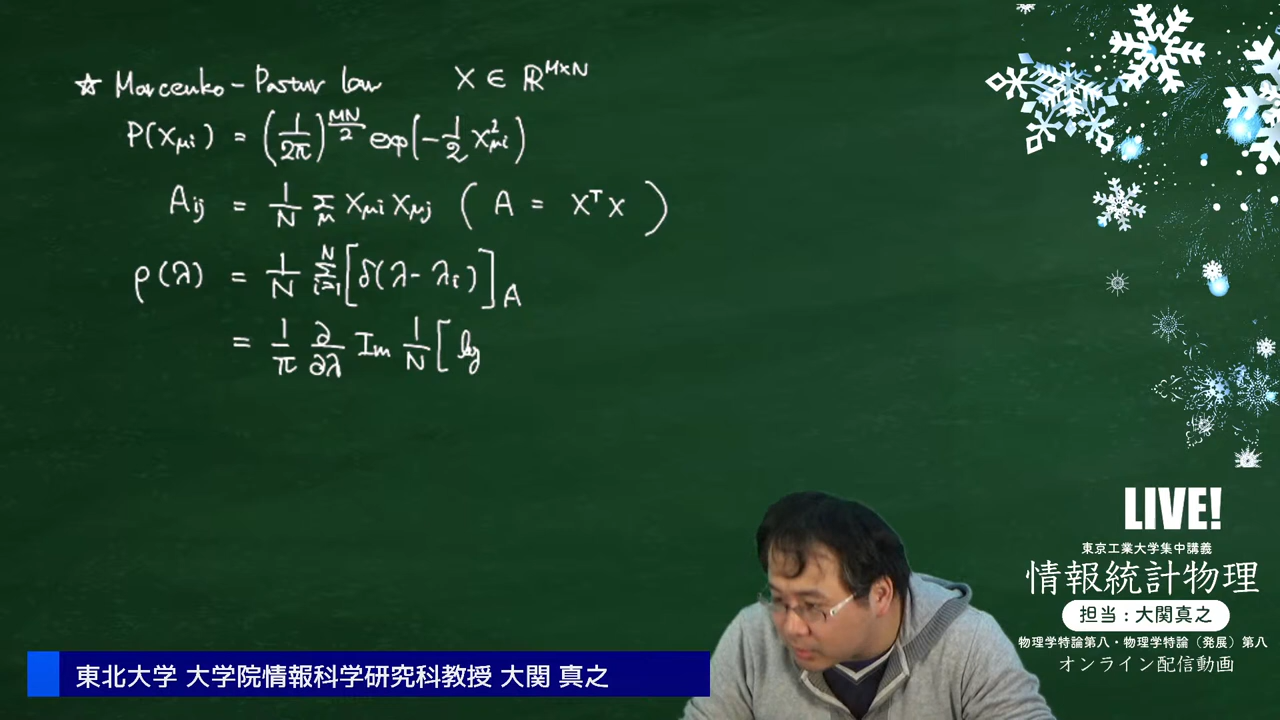 ☆ Marcenko-Pastur law X ∈ ℝ^{M×N}
P(X_{μi}) = (1/2π)^{MN/2} exp(-1/2 X_{μi}^2)
A_{ij} = 1/N Σ_μ X_{μi} X_{μj} ( A = X^T X )
ρ(λ) = 1/N Σ_{i=1}^N [δ(λ-λ_i)]_A
= 1/π ∂/∂λ Im 1/N [ log
LIVE!
東京工業大学集中講義
情報統計物理
担当:大関真之
物理学特論第八・物理学特論(発展)第八
オンライン配信動画
東北大学 大学院情報科学研究科教授 大関 真之